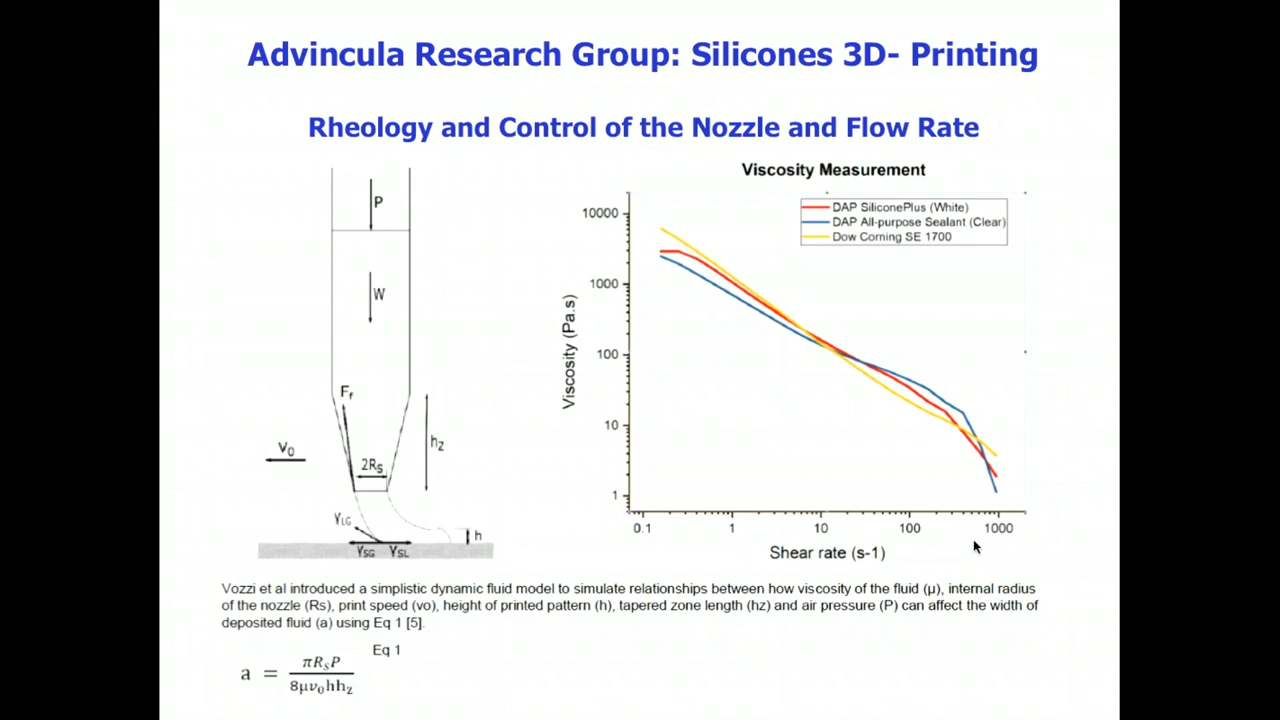 Advincula Research Group: Silicones 3D- Printing
Rheology and Control of the Nozzle and Flow Rate
P
W
Fr
hz
v0
2Rs
γLG
h
γSG γSL
Viscosity Measurement
DAP SiliconePlus (White)
DAP All-purpose Sealant (Clear)
Dow Corning SE 1700
10000
1000
100
10
1
Viscosity (Pa.s)
0.1 1 10 100 1000
Shear rate (s-1)
Vozzi et al introduced a simplistic dynamic fluid model to simulate relationships between how viscosity of the fluid (μ), internal radius
of the nozzle (Rs), print speed (vo), height of printed pattern (h), tapered zone length (hz) and air pressure (P) can affect the width of
deposited fluid (a) using Eq 1 [5].
Eq 1
a = πRsP / 8μv0hhz